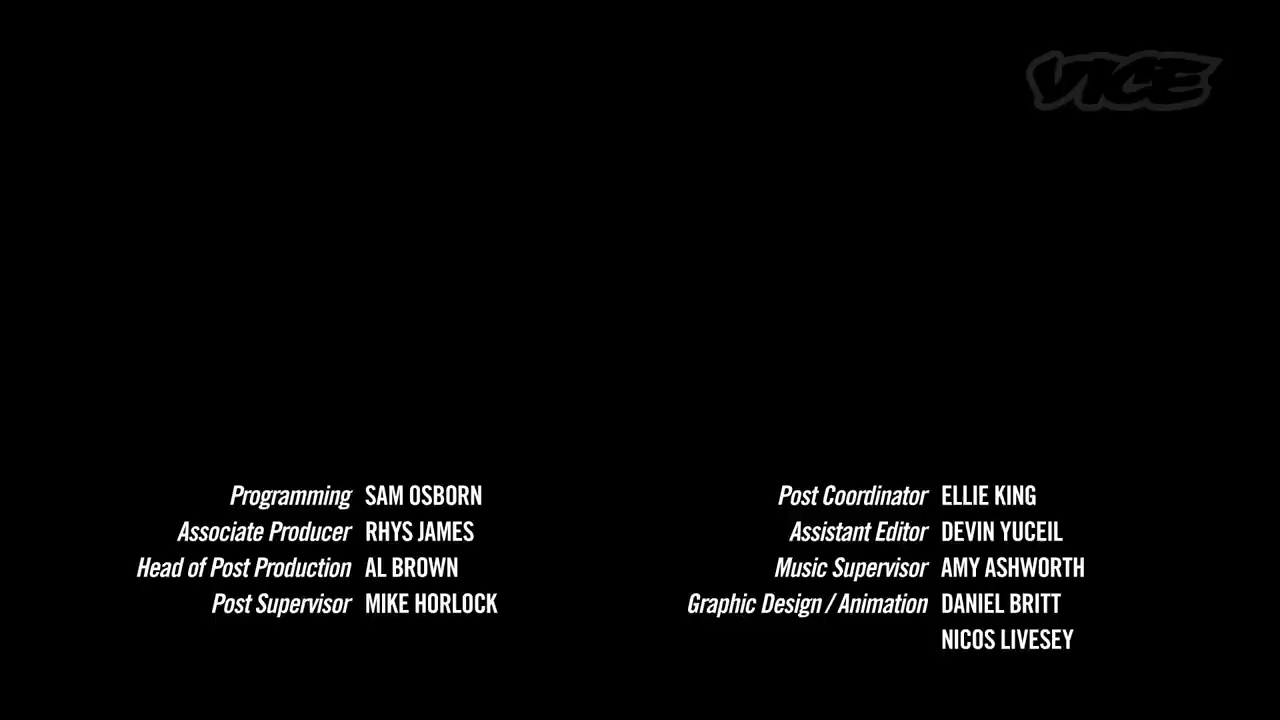 VICE
Programming SAM OSBORN
Associate Producer RHYS JAMES
Head of Post Production AL BROWN
Post Supervisor MIKE HORLOCK
Post Coordinator ELLIE KING
Assistant Editor DEVIN YUCEIL
Music Supervisor AMY ASHWORTH
Graphic Design / Animation DANIEL BRITT
NICOS LIVESEY